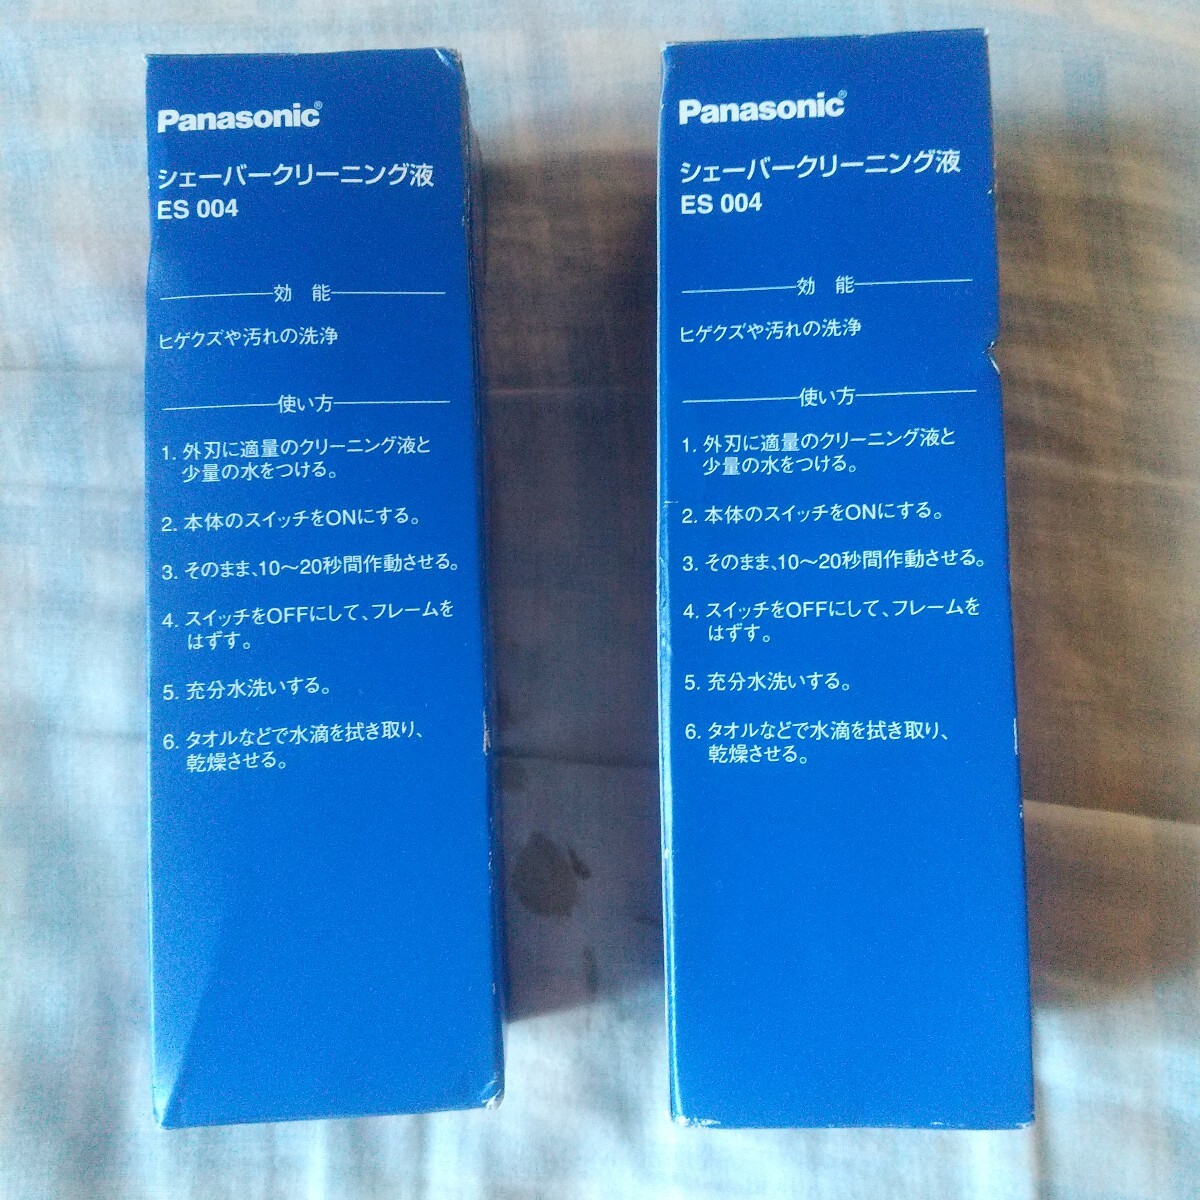 Panasonic®
シェーバークリーニング液
ES 004
効 能
ヒゲクズや汚れの洗浄
使い方
1. 外刃に適量のクリーニング液と
少量の水をつける。
2. 本体のスイッチをONにする。
3. そのまま、10〜20秒間作動させる。
4. スイッチをOFFにして、フレームを
はずす。
5. 充分水洗いする。
6. タオルなどで水滴を拭き取り、
乾燥させる。
Panasonic®
シェーバークリーニング液
ES 004
効 能
ヒゲクズや汚れの洗浄
使い方
1. 外刃に適量のクリーニング液と
少量の水をつける。
2. 本体のスイッチをONにする。
3. そのまま、10〜20秒間作動させる。
4. スイッチをOFFにして、フレームを
はずす。
5. 充分水洗いする。
6. タオルなどで水滴を拭き取り、
乾燥させる。